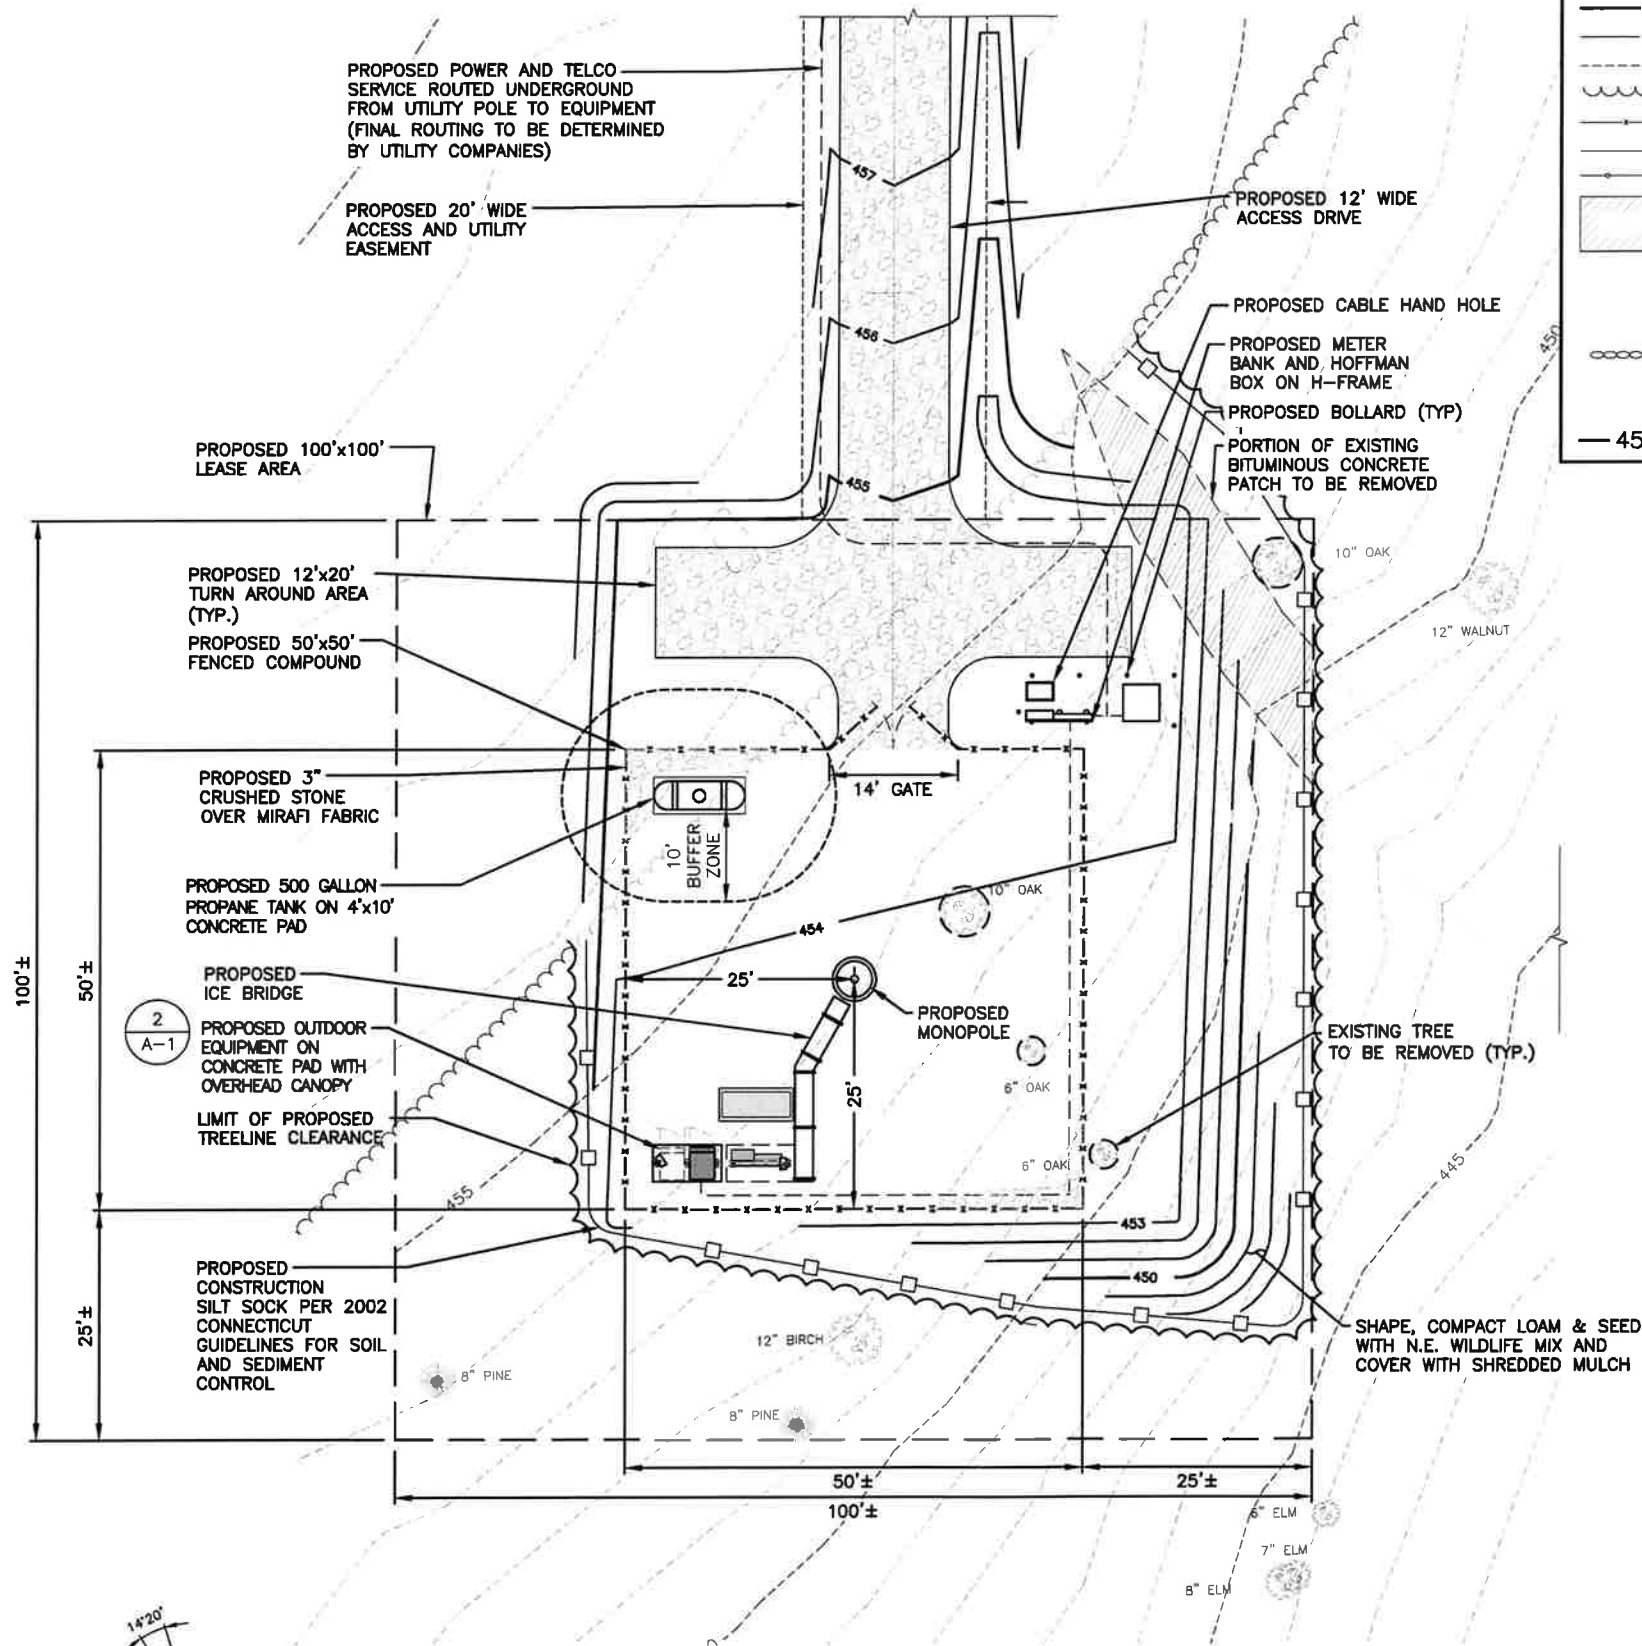 PROPOSED POWER AND TELCO
SERVICE ROUTED UNDERGROUND
FROM UTILITY POLE TO EQUIPMENT
(FINAL ROUTING TO BE DETERMINED
BY UTILITY COMPANIES)
PROPOSED 20' WIDE
ACCESS AND UTILITY
EASEMENT
457
PROPOSED 12' WIDE
ACCESS DRIVE
PROPOSED CABLE HAND HOLE
456
PROPOSED METER
BANK AND HOFFMAN
BOX ON H-FRAME
450
PROPOSED BOLLARD (TYP)
PORTION OF EXISTING
BITUMINOUS CONCRETE
PATCH TO BE REMOVED
45
PROPOSED 100'x100'
LEASE AREA
455
10" OAK
PROPOSED 12'x20'
TURN AROUND AREA
(TYP.)
12" WALNUT
PROPOSED 50'x50'
FENCED COMPOUND
PROPOSED 3"
CRUSHED STONE
OVER MIRAFI FABRIC
14' GATE
10'
BUFFER
ZONE
PROPOSED 500 GALLON
PROPANE TANK ON 4'x10'
CONCRETE PAD
10" OAK
454
100'±
50'±
PROPOSED
ICE BRIDGE
25'
PROPOSED
MONOPOLE
2
A-1
PROPOSED OUTDOOR
EQUIPMENT ON
CONCRETE PAD WITH
OVERHEAD CANOPY
EXISTING TREE
TO BE REMOVED (TYP.)
25'
6" OAK
LIMIT OF PROPOSED
TREELINE CLEARANCE
6" OAK
455
445
453
PROPOSED
CONSTRUCTION
SILT SOCK PER 2002
CONNECTICUT
GUIDELINES FOR SOIL
AND SEDIMENT
CONTROL
450
25'±
12" BIRCH
SHAPE, COMPACT LOAM & SEED
WITH N.E. WILDLIFE MIX AND
COVER WITH SHREDDED MULCH
8" PINE
8" PINE
50'±
25'±
100'±
6" ELM
7" ELM
8" ELM
14'20'